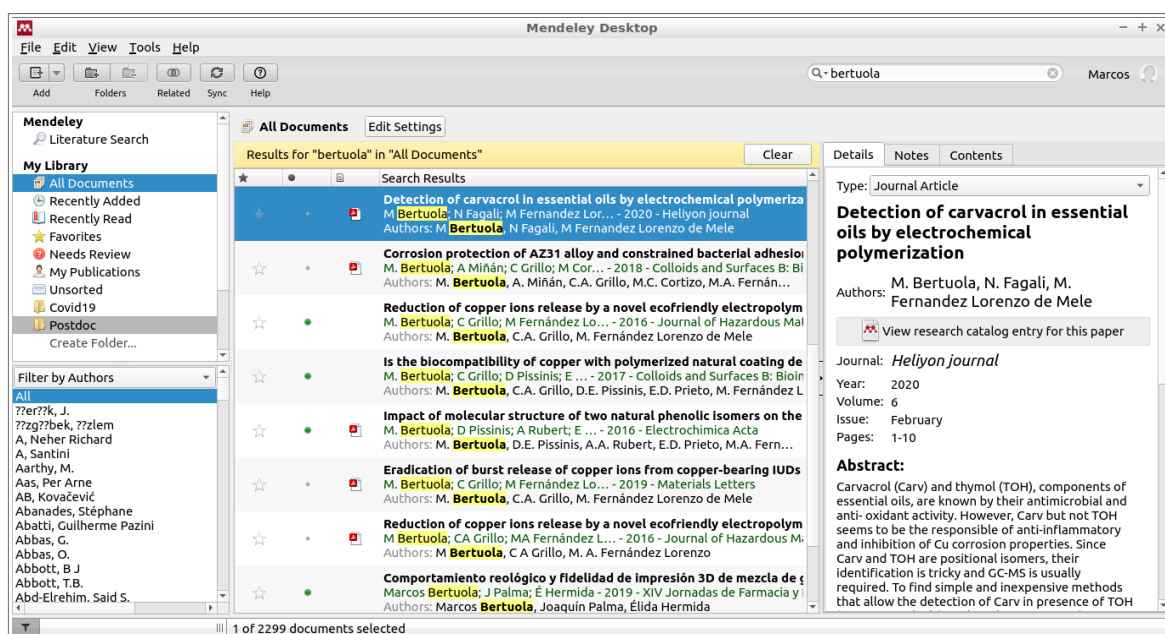 Mendeley Desktop
File Edit View Tools Help
bertuola
Marcos
Add Folders Related Sync Help
Mendeley
Literature Search
My Library
All Documents
Recently Added
Recently Read
Favorites
Needs Review
My Publications
Unsorted
Covid19
Postdoc
Create Folder...
Filter by Authors
All
??er??k, J.
??zg??bek, ??zlem
A, Neher Richard
A, Santini
Aarthy, M.
Aas, Per Arne
AB, Kovačević
Abanades, Stéphane
Abatti, Guilherme Pazini
Abbas, G.
Abbas, O.
Abbott, B J
Abbott, T.B.
Abd-Elrehim, Said S.
All Documents Edit Settings
Results for "bertuola" in "All Documents" Clear
Search Results
Detection of carvacrol in essential oils by electrochemical polymeriza
M Bertuola; N Fagali; M Fernandez Lor... - 2020 - Heliyon journal
Authors: M Bertuola, N Fagali, M Fernandez Lorenzo de Mele
Corrosion protection of AZ31 alloy and constrained bacterial adhesion
M. Bertuola; A Miñán; C Grillo; M Cor... - 2018 - Colloids and Surfaces B: Bi
Authors: M. Bertuola, A. Miñán, C.A. Grillo, M.C. Cortizo, M.A. Fernán...
Reduction of copper ions release by a novel ecofriendly electropolym
M. Bertuola; C Grillo; M Fernández Lo... - 2016 - Journal of Hazardous Mat
Authors: M. Bertuola, C.A. Grillo, M. Fernández Lorenzo de Mele
Is the biocompatibility of copper with polymerized natural coating de
M. Bertuola; C Grillo; D Pissinis; E ... - 2017 - Colloids and Surfaces B: Bioin
Authors: M. Bertuola, C.A. Grillo, D.E. Pissinis, E.D. Prieto, M. Fernández L
Impact of molecular structure of two natural phenolic isomers on the
M. Bertuola; D Pissinis; A Rubert; E ... - 2016 - Electrochimica Acta
Authors: M. Bertuola, D.E. Pissinis, A.A. Rubert, E.D. Prieto, M.A. Fern...
Eradication of burst release of copper ions from copper-bearing IUDs
M. Bertuola; C Grillo; M Fernández Lo... - 2019 - Materials Letters
Authors: M. Bertuola, C.A. Grillo, M. Fernández Lorenzo de Mele
Reduction of copper ions release by a novel ecofriendly electropolym
M Bertuola; CA Grillo; MA Fernández L... - 2016 - Journal of Hazardous Ma
Authors: M Bertuola, C A Grillo, M. A. Fernández Lorenzo
Comportamiento reológico y fidelidad de impresión 3D de mezcla de g
Marcos Bertuola; J Palma; É Hermida - 2019 - XIV Jornadas de Farmacia y
Authors: Marcos Bertuola, Joaquín Palma, Élida Hermida
Details Notes Contents
Type: Journal Article
Detection of carvacrol in essential
oils by electrochemical
polymerization
Authors: M. Bertuola, N. Fagali, M.
Fernandez Lorenzo de Mele
View research catalog entry for this paper
Journal: Heliyon journal
Year: 2020
Volume: 6
Issue: February
Pages: 1-10
Abstract:
Carvacrol (Carv) and thymol (TOH), components of
essential oils, are known by their antimicrobial and
anti- oxidant activity. However, Carv but not TOH
seems to be the responsible of anti-inflammatory
and inhibition of Cu corrosion properties. Since
Carv and TOH are positional isomers, their
identification is tricky and GC-MS is usually
required. To find simple and inexpensive methods
that allow the detection of Carv in presence of TOH
1 of 2299 documents selected